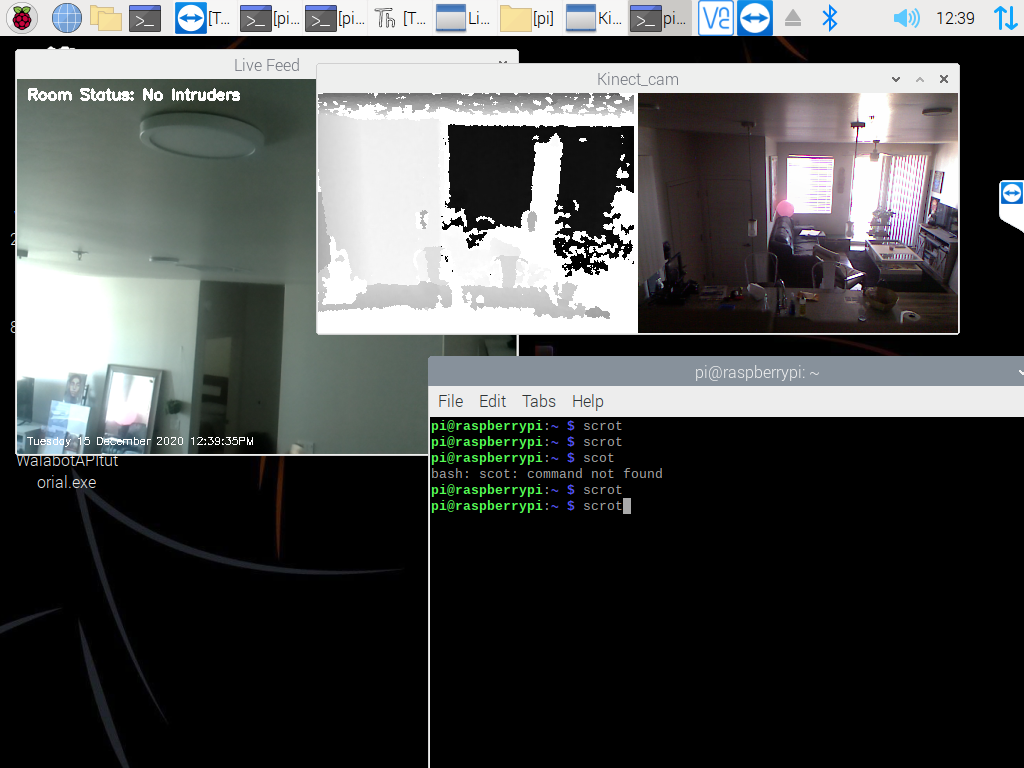 [T...
[pi...
[pi...
[T...
Li...
[pi]
Ki...
pi...
12:39
Live Feed
Room Status: No Intruders
Tuesday 15 December 2020 12:39:35PM
Kinect_cam
2
8
WalabotAPItut
orial.exe
pi@raspberrypi: ~
File Edit Tabs Help
pi@raspberrypi:~ $ scrot
pi@raspberrypi:~ $ scrot
pi@raspberrypi:~ $ scot
bash: scot: command not found
pi@raspberrypi:~ $ scrot
pi@raspberrypi:~ $ scrot